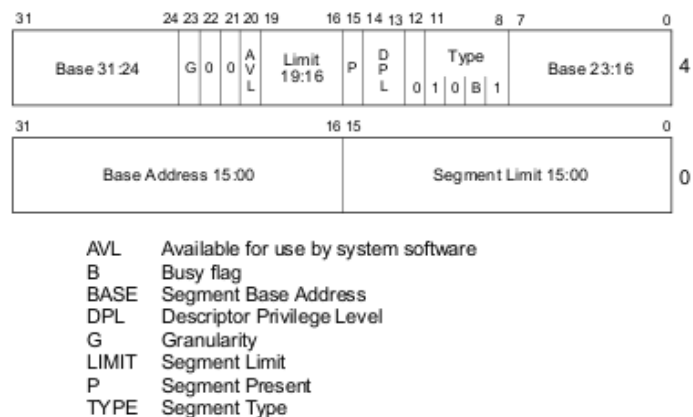 31 24 23 22 21 20 19 16 15 14 13 12 11 8 7 0
Base 31:24 G 0 0 AVL Limit 19:16 P DPL Type Base 23:16 4
0 1 0 B 1
31 16 15 0
Base Address 15:00 Segment Limit 15:00 0
AVL Available for use by system software
B Busy flag
BASE Segment Base Address
DPL Descriptor Privilege Level
G Granularity
LIMIT Segment Limit
P Segment Present
TYPE Segment Type